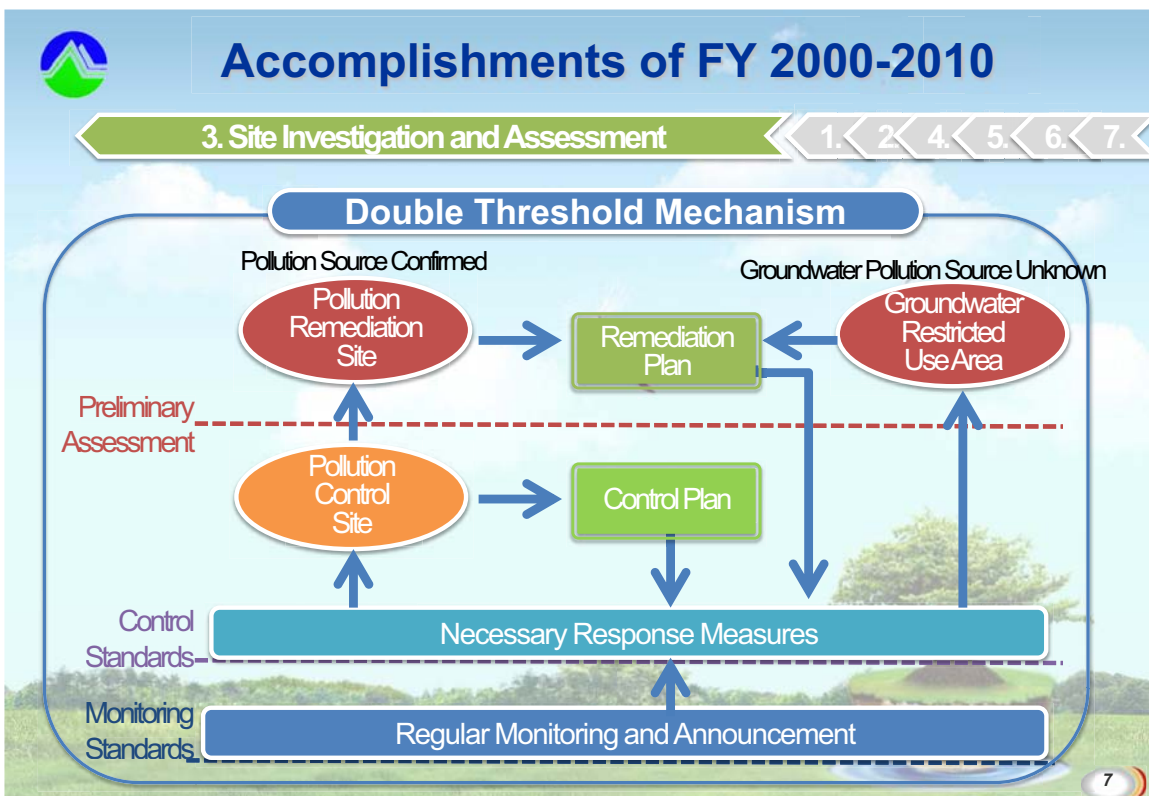 Accomplishments of FY 2000-2010
3. Site Investigation and Assessment
1. 2. 4. 5. 6. 7.
Double Threshold Mechanism
Pollution Source Confirmed
Groundwater Pollution Source Unknown
Pollution
Remediation
Site
Remediation
Plan
Groundwater
Restricted
Use Area
Preliminary
Assessment
Pollution
Control
Site
Control Plan
Control
Standards
Necessary Response Measures
Monitoring
Standards
Regular Monitoring and Announcement
7